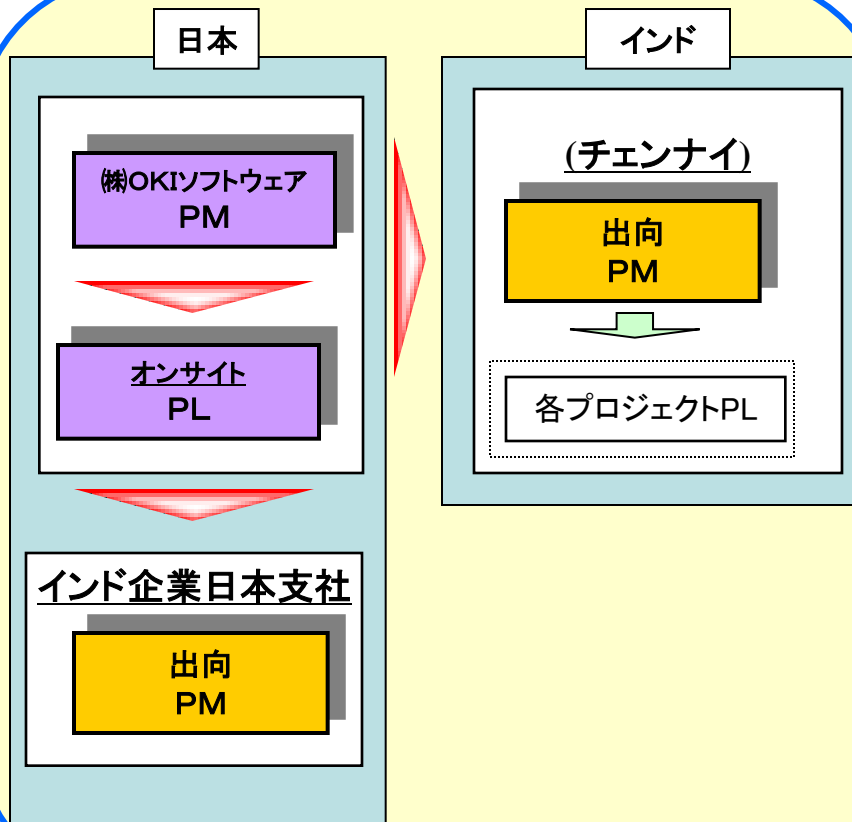 日本
㈱OKIソフトウェア
PM
オンサイト
PL
インド企業日本支社
出向
PM
インド
(チェンナイ)
出向
PM
各プロジェクトPL